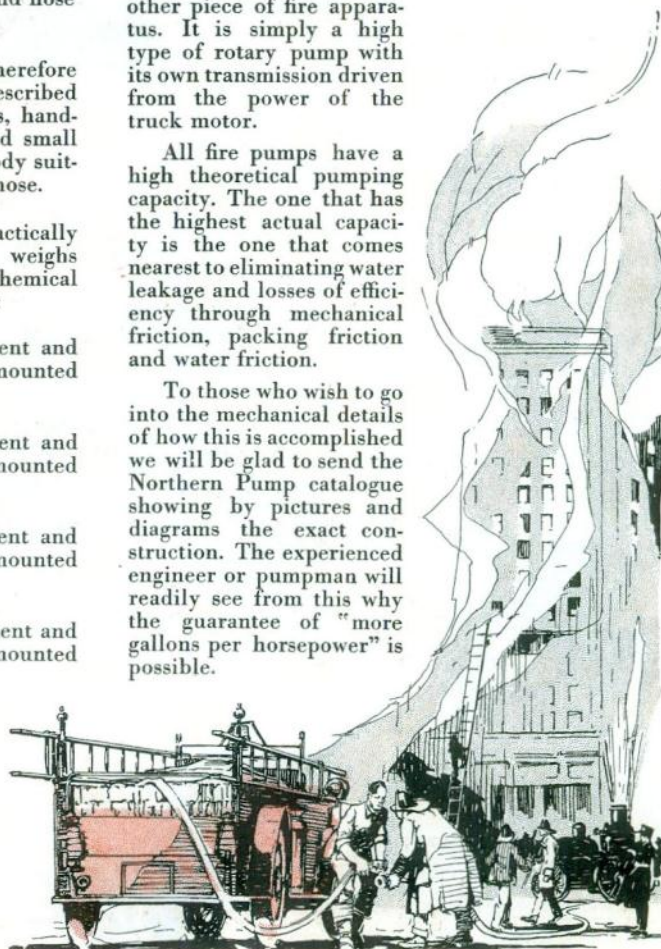 nd hose
herefore
escribed
s, hand-
d small
dy suit-
hose.
actically
weighs
hemical
ent and
mounted
ent and
mounted
ent and
mounted
ent and
mounted
other piece of fire appara-
tus. It is simply a high
type of rotary pump with
its own transmission driven
from the power of the
truck motor.
All fire pumps have a
high theoretical pumping
capacity. The one that has
the highest actual capaci-
ty is the one that comes
nearest to eliminating water
leakage and losses of effici-
ency through mechanical
friction, packing friction
and water friction.
To those who wish to go
into the mechanical details
of how this is accomplished
we will be glad to send the
Northern Pump catalogue
showing by pictures and
diagrams the exact con-
struction. The experienced
engineer or pumpman will
readily see from this why
the guarantee of "more
gallons per horsepower" is
possible.